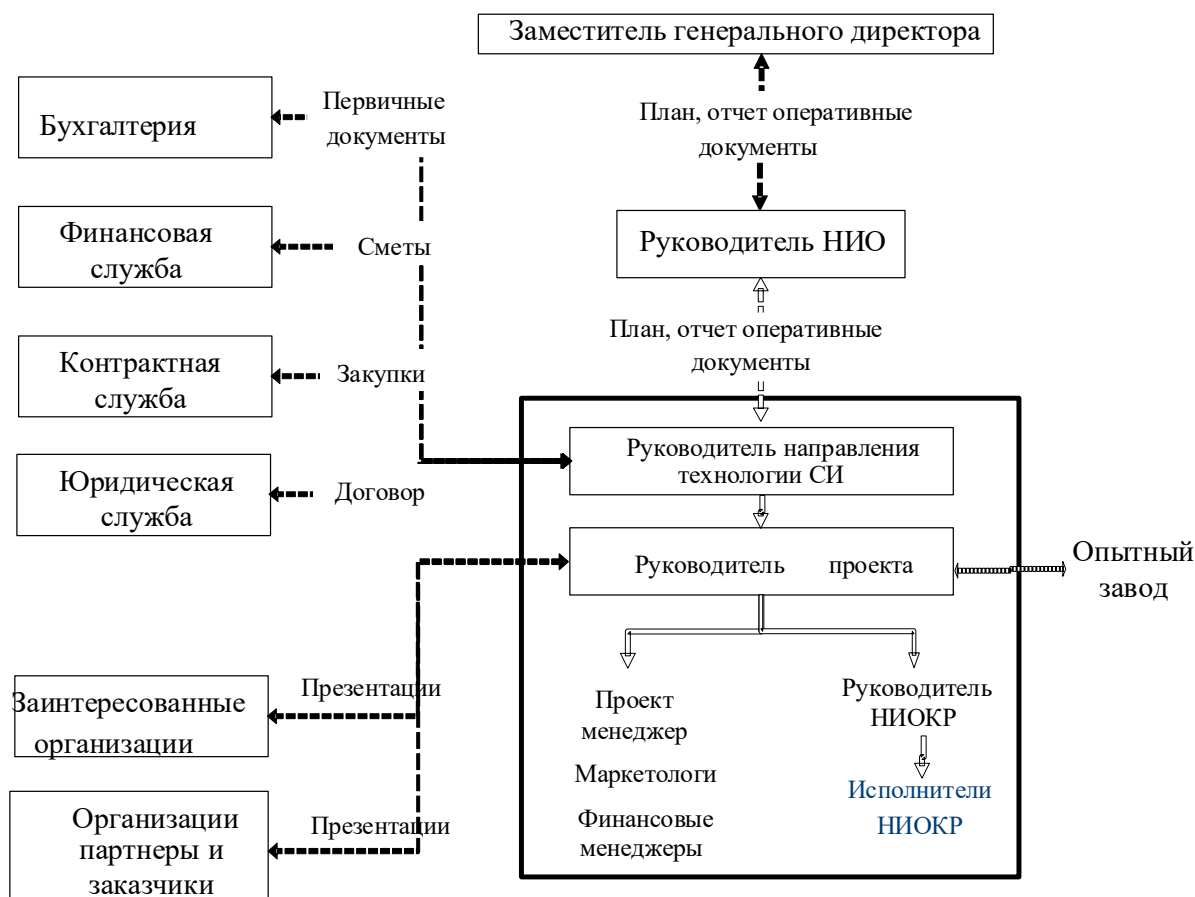 Заместитель генерального директора
План, отчет оперативные
документы
Руководитель НИО
План, отчет оперативные
документы
Бухгалтерия
Первичные
документы
Финансовая
служба
Сметы
Контрактная
служба
Закупки
Юридическая
служба
Договор
Руководитель направления
технологии СИ
Руководитель проекта
Опытный
завод
Заинтересованные
организации
Презентации
Организации
партнеры и
заказчики
Презентации
Проект
менеджер
Маркетологи
Финансовые
менеджеры
Руководитель
НИОКР
Исполнители
НИОКР